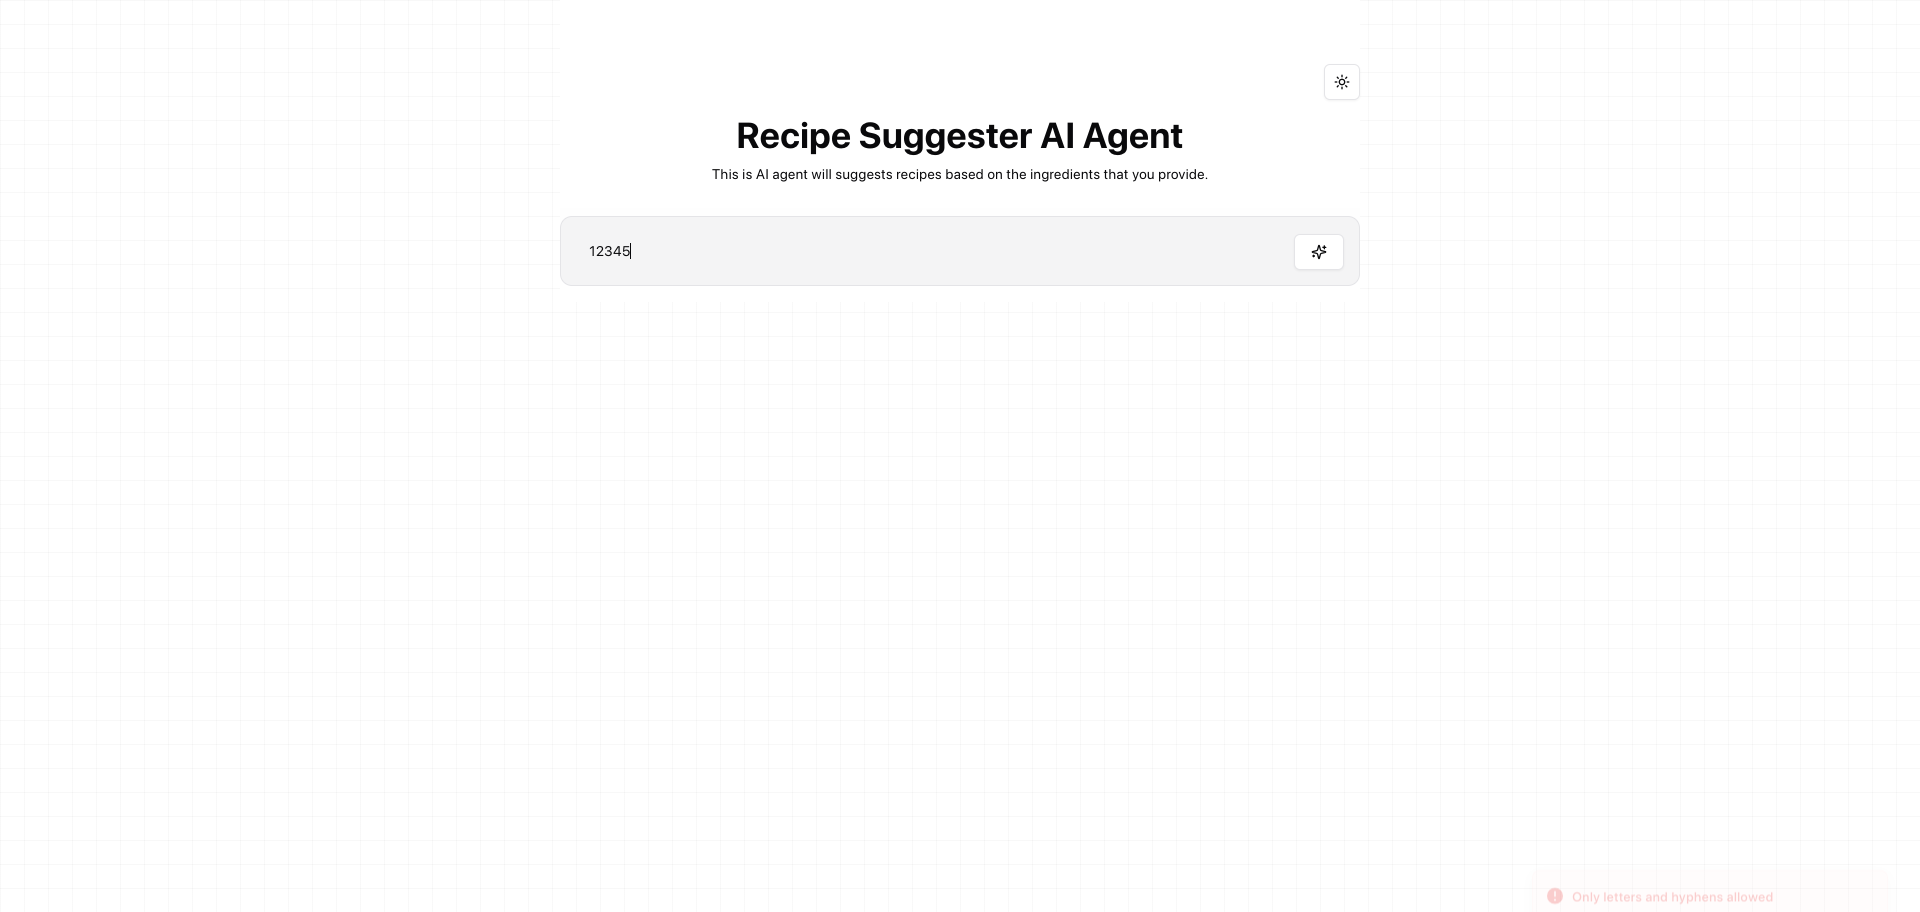 Recipe Suggester AI Agent
This is AI agent will suggests recipes based on the ingredients that you provide.
12345
Only letters and hyphens allowed